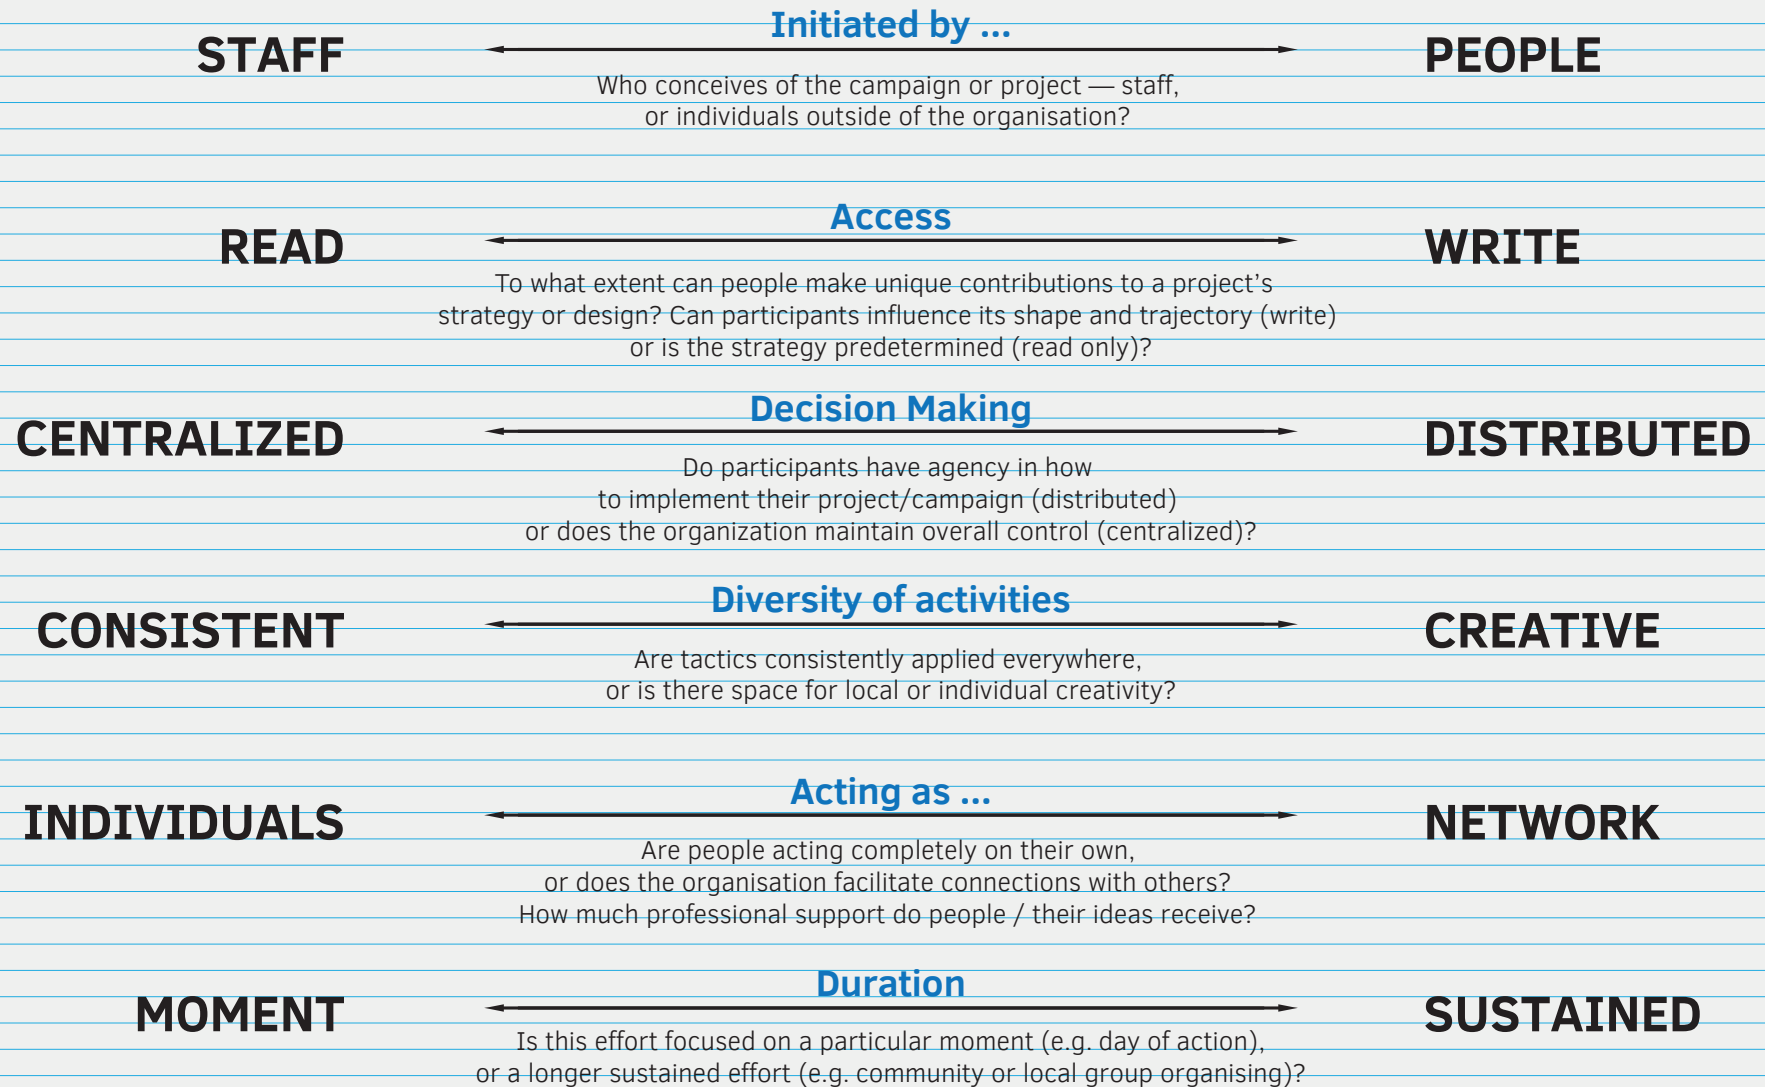 Initiated by ...
STAFF
PEOPLE
Who conceives of the campaign or project — staff,
or individuals outside of the organisation?
Access
READ
WRITE
To what extent can people make unique contributions to a project’s
strategy or design? Can participants influence its shape and trajectory (write)
or is the strategy predetermined (read only)?
Decision Making
CENTRALIZED
DISTRIBUTED
Do participants have agency in how
to implement their project/campaign (distributed)
or does the organization maintain overall control (centralized)?
Diversity of activities
CONSISTENT
CREATIVE
Are tactics consistently applied everywhere,
or is there space for local or individual creativity?
Acting as ...
INDIVIDUALS
NETWORK
Are people acting completely on their own,
or does the organisation facilitate connections with others?
How much professional support do people / their ideas receive?
Duration
MOMENT
SUSTAINED
Is this effort focused on a particular moment (e.g. day of action),
or a longer sustained effort (e.g. community or local group organising)?